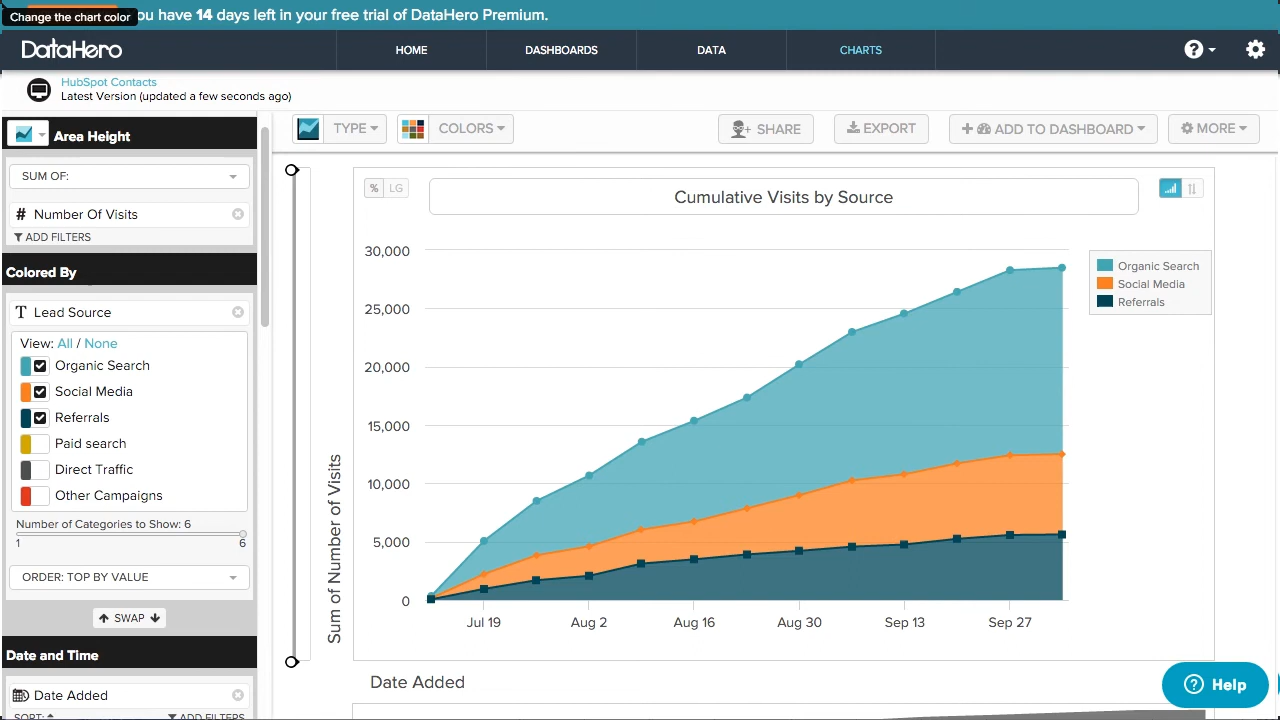 Change the chart color
ou have 14 days left in your free trial of DataHero Premium.
DataHero
HOME
DASHBOARDS
DATA
CHARTS
?
HubSpot Contacts
Latest Version (updated a few seconds ago)
Area Height
TYPE
COLORS
SHARE
EXPORT
ADD TO DASHBOARD
MORE
SUM OF:
# Number Of Visits
ADD FILTERS
Colored By
T Lead Source
View: All / None
Organic Search
Social Media
Referrals
Paid search
Direct Traffic
Other Campaigns
Number of Categories to Show: 6
1 6
ORDER: TOP BY VALUE
SWAP
Date and Time
Date Added
SORT:
ADD FILTERS
% LG
Cumulative Visits by Source
30,000
25,000
20,000
15,000
10,000
5,000
0
Sum of Number of Visits
Jul 19 Aug 2 Aug 16 Aug 30 Sep 13 Sep 27
Organic Search
Social Media
Referrals
Date Added
? Help